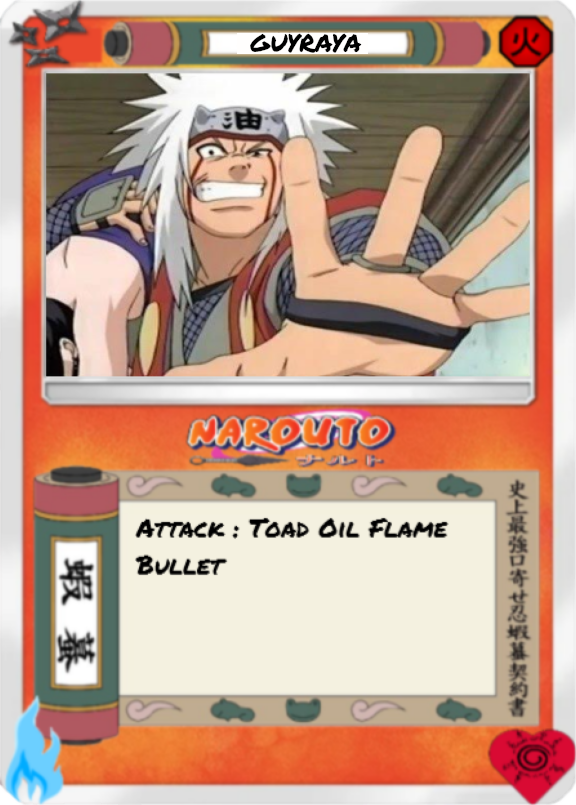 GUYRAYA
火
油
NAROUTO
ナルト
ATTACK : TOAD OIL FLAME
BULLET
蝦蟇
史上最強口寄せ忍蝦蟇契約書